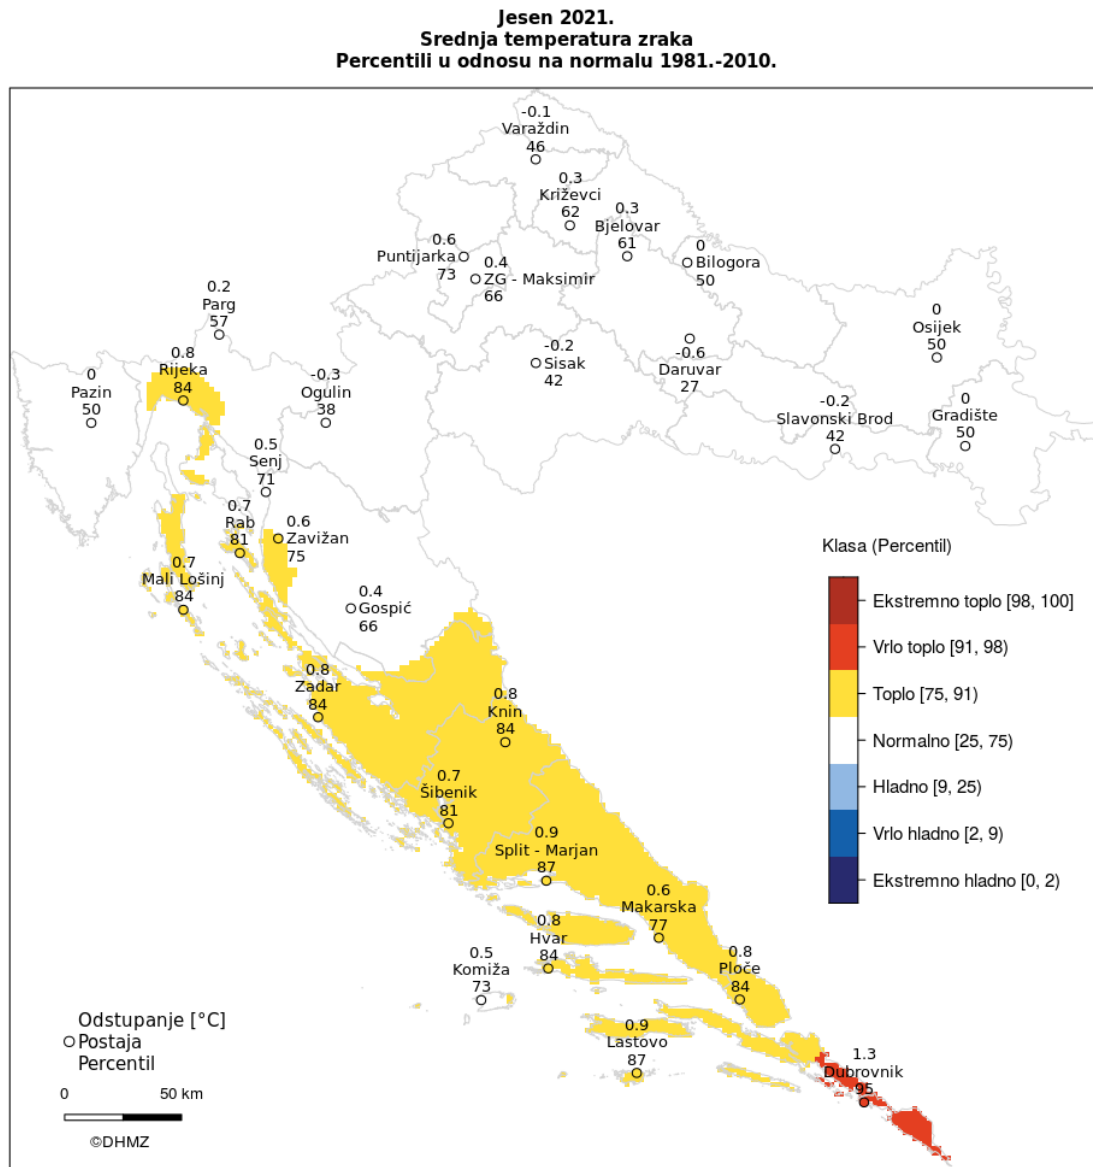 Jesen 2021.
Srednja temperatura zraka
Percentili u odnosu na normalu 1981.-2010.
-0.1
Varaždin
46
0.3
Križevci
62
0.3
Bjelovar
61
0.6
Puntijarka
73
0.4
ZG - Maksimir
66
0
Bilogora
50
0.2
Parg
57
0
Osijek
50
0.8
Rijeka
84
-0.2
Sisak
42
-0.6
Daruvar
27
0
Pazin
50
-0.3
Ogulin
38
-0.2
Slavonski Brod
42
0
Gradište
50
0.5
Senj
71
0.7
Rab
81
0.6
Zavižan
75
0.7
Mali Lošinj
84
0.4
Gospić
66
0.8
Zadar
84
0.8
Knin
84
0.7
Šibenik
81
0.9
Split - Marjan
87
0.6
Makarska
77
0.8
Hvar
84
0.5
Komiža
73
0.8
Ploče
84
0.9
Lastovo
87
1.3
Dubrovnik
95
Klasa (Percentil)
Ekstremno toplo [98, 100]
Vrlo toplo [91, 98)
Toplo [75, 91)
Normalno [25, 75)
Hladno [9, 25)
Vrlo hladno [2, 9)
Ekstremno hladno [0, 2)
Odstupanje [°C]
Postaja
Percentil
0 50 km
©DHMZ